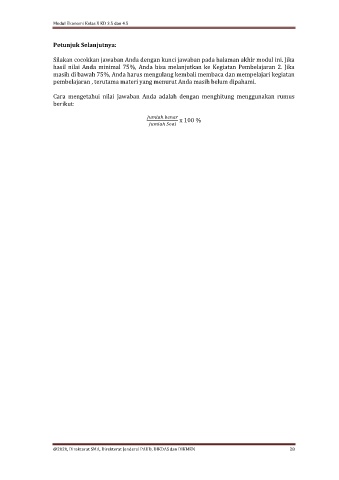 Modul Ekonomi Kelas X KD 3.5 dan 4.5
Petunjuk Selanjutnya:
Silakan cocokkan jawaban Anda dengan kunci jawaban pada halaman akhir modul ini. Jika
hasil nilai Anda minimal 75%, Anda bisa melanjutkan ke Kegiatan Pembelajaran 2. Jika
masih di bawah 75%, Anda harus mengulang kembali membaca dan mempelajari kegiatan
pembelajaran , terutama materi yang menurut Anda masih belum dipahami.
Cara mengetahui nilai jawaban Anda adalah dengan menghitung menggunakan rumus
berikut:
Jumlah benar
Jumlah Soal
x 100 %
@2020, Direktorat SMA, Direktorat Jenderal PAUD, DIKDAS dan DIKMEN